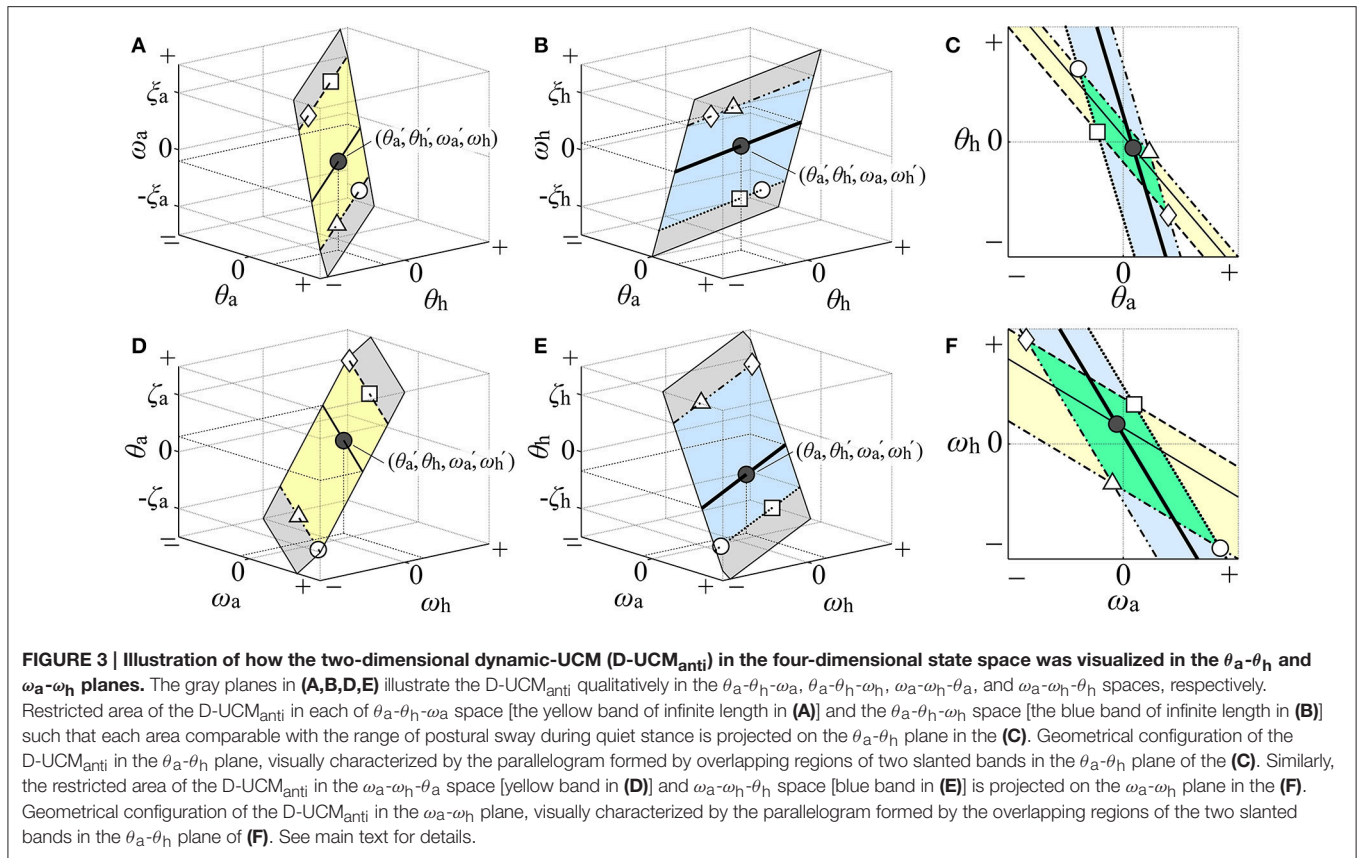 A
+
ξa
ωa
0
-ξa
−
0
+
−
0
+
θa
θh
(θa′, θh′, ωa′, ωh)
B
+
ζh
ωh
0
-ζh
−
0
+
−
0
+
θa
θh
(θa′, θh′, ωa, ωh′)
C
+
θh 0
−
− 0 +
θa
D
+
ζa
θa
0
-ζa
−
0
+
−
0
+
ωa
ωh
(θa′, θh, ωa′, ωh′)
E
+
ζh
θh
0
-ζh
−
0
+
−
0
+
ωa
ωh
(θa, θh′, ωa′, ωh′)
F
+
ωh 0
−
− 0 +
ωa
FIGURE 3 | Illustration of how the two-dimensional dynamic-UCM (D-UCManti) in the four-dimensional state space was visualized in the θa-θh and
ωa-ωh planes. The gray planes in (A,B,D,E) illustrate the D-UCManti qualitatively in the θa-θh-ωa, θa-θh-ωh, ωa-ωh-θa, and ωa-ωh-θh spaces, respectively.
Restricted area of the D-UCManti in each of θa-θh-ωa space [the yellow band of infinite length in (A)] and the θa-θh-ωh space [the blue band of infinite length in (B)]
such that each area comparable with the range of postural sway during quiet stance is projected on the θa-θh plane in the (C). Geometrical configuration of the
D-UCManti in the θa-θh plane, visually characterized by the parallelogram formed by overlapping regions of two slanted bands in the θa-θh plane of the (C). Similarly,
the restricted area of the D-UCManti in the ωa-ωh-θa space [yellow band in (D)] and ωa-ωh-θh space [blue band in (E)] is projected on the ωa-ωh plane in the (F).
Geometrical configuration of the D-UCManti in the ωa-ωh plane, visually characterized by the parallelogram formed by the overlapping regions of the two slanted
bands in the θa-θh plane of (F). See main text for details.